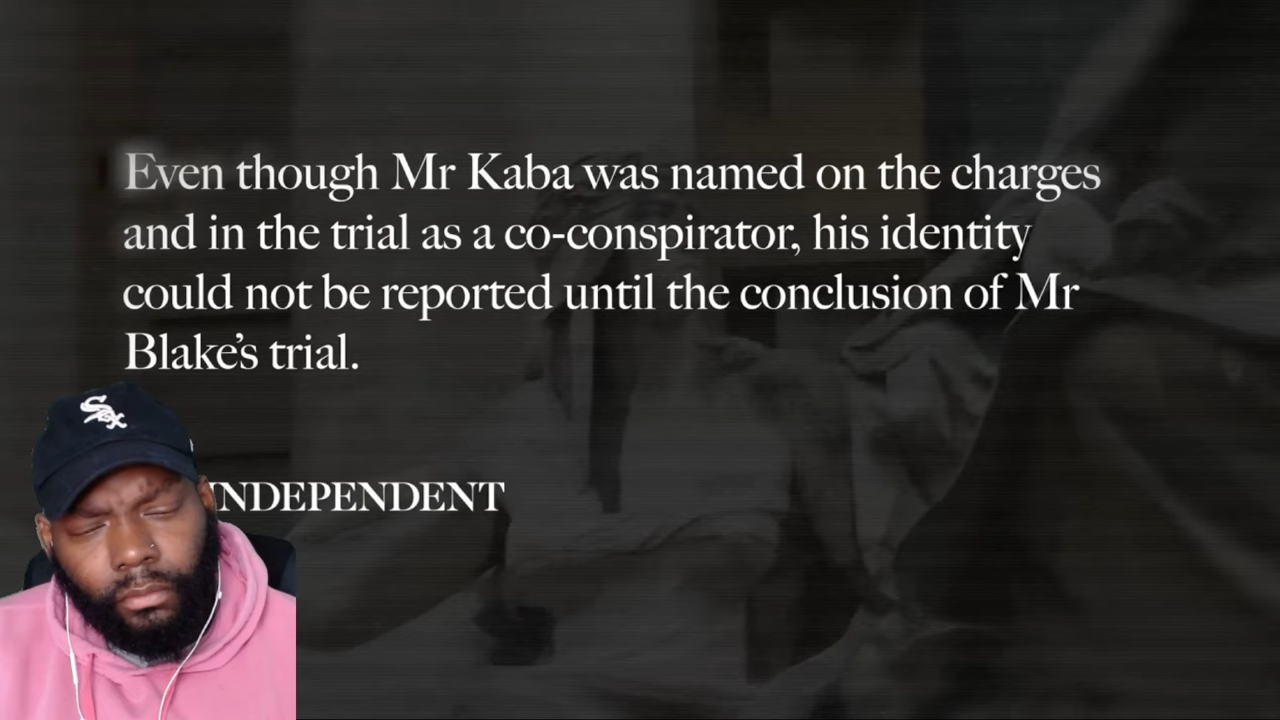 Even though Mr Kaba was named on the charges
and in the trial as a co-conspirator, his identity
could not be reported until the conclusion of Mr
Blake's trial.
INDEPENDENT
Sox